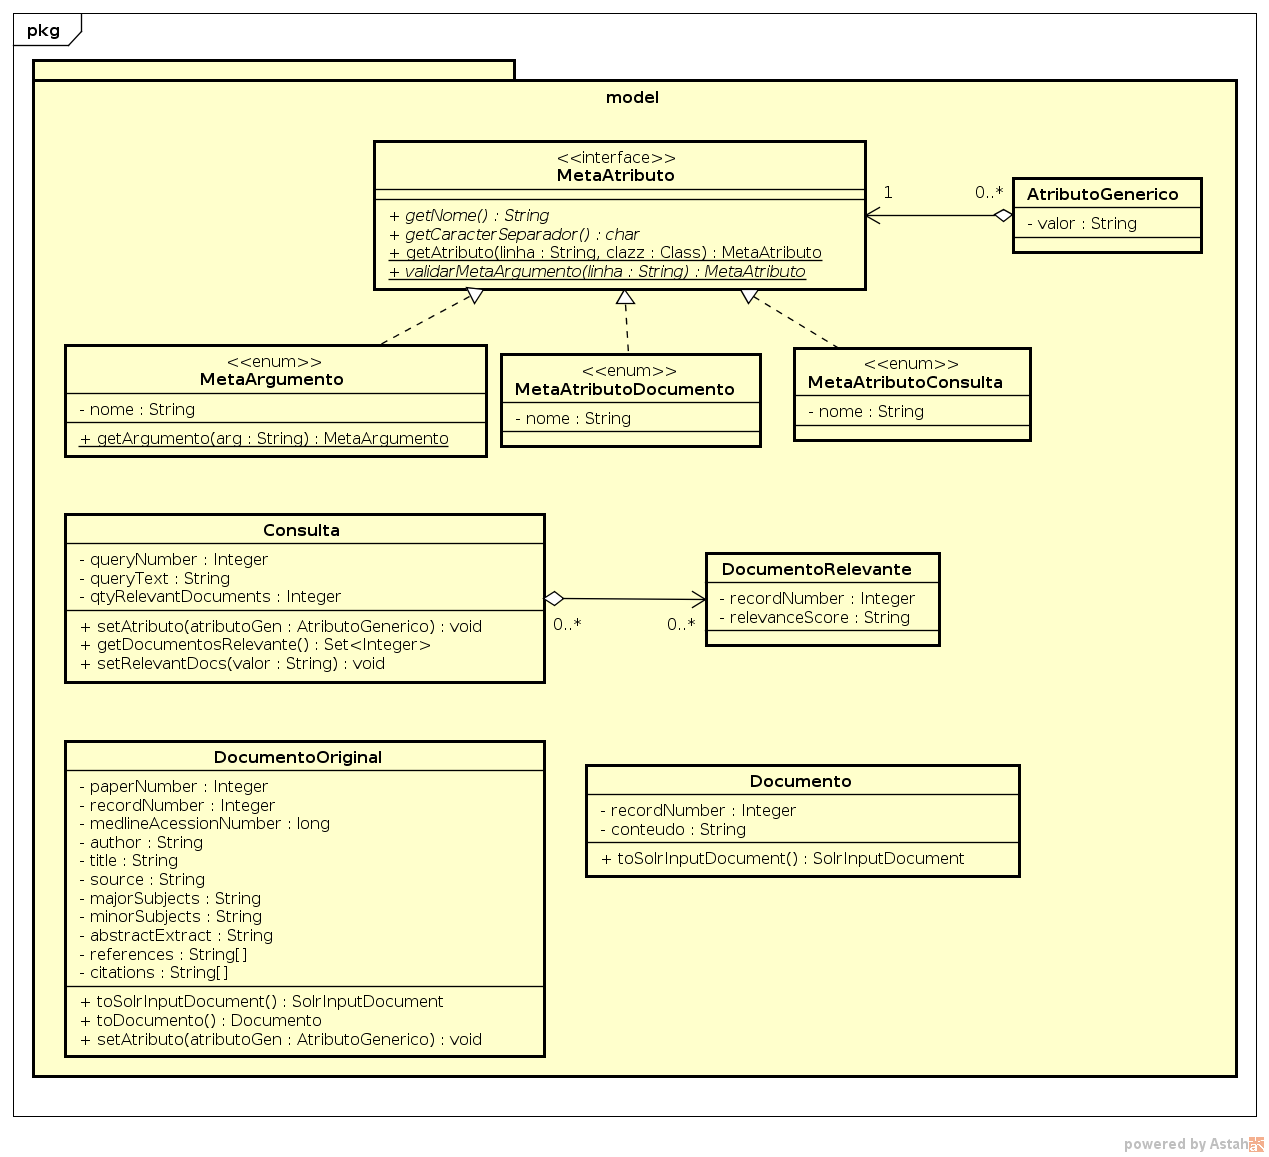 pkg
model
<<interface>>
MetaAtributo
+ getNome() : String
+ getCaracterSeparador() : char
+ getAtributo(linha : String, clazz : Class) : MetaAtributo
+ validarMetaArgumento(linha : String) : MetaAtributo
1
0..*
AtributoGenerico
- valor : String
<<enum>>
MetaArgumento
- nome : String
+ getArgumento(arg : String) : MetaArgumento
<<enum>>
MetaAtributoDocumento
- nome : String
<<enum>>
MetaAtributoConsulta
- nome : String
Consulta
- queryNumber : Integer
- queryText : String
- qtyRelevantDocuments : Integer
+ setAtributo(atributoGen : AtributoGenerico) : void
+ getDocumentosRelevante() : Set<Integer>
+ setRelevantDocs(valor : String) : void
0..*
0..*
DocumentoRelevante
- recordNumber : Integer
- relevanceScore : String
DocumentoOriginal
- paperNumber : Integer
- recordNumber : Integer
- medlineAcessionNumber : long
- author : String
- title : String
- source : String
- majorSubjects : String
- minorSubjects : String
- abstractExtract : String
- references : String[]
- citations : String[]
+ toSolrInputDocument() : SolrInputDocument
+ toDocumento() : Documento
+ setAtributo(atributoGen : AtributoGenerico) : void
Documento
- recordNumber : Integer
- conteudo : String
+ toSolrInputDocument() : SolrInputDocument
powered by Astah